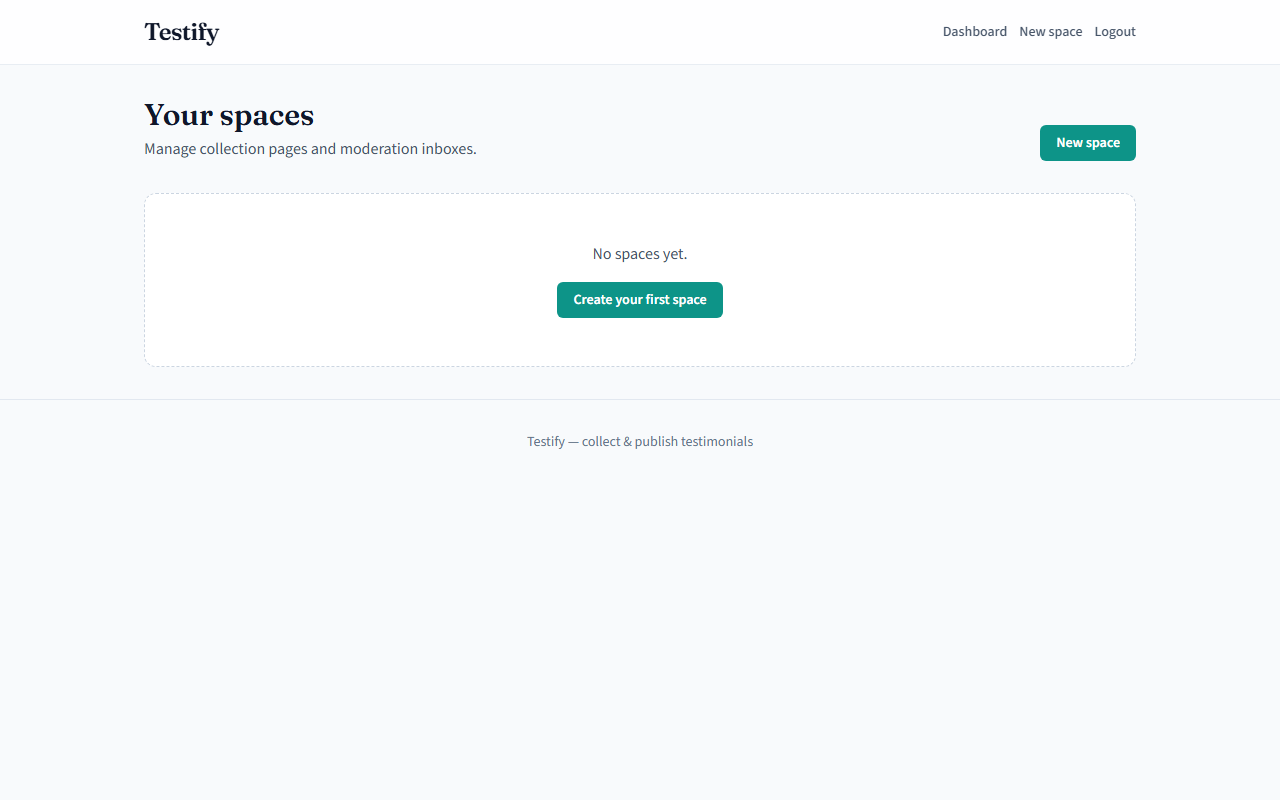 Testify
Dashboard New space Logout
Your spaces
Manage collection pages and moderation inboxes.
New space
No spaces yet.
Create your first space
Testify — collect & publish testimonials